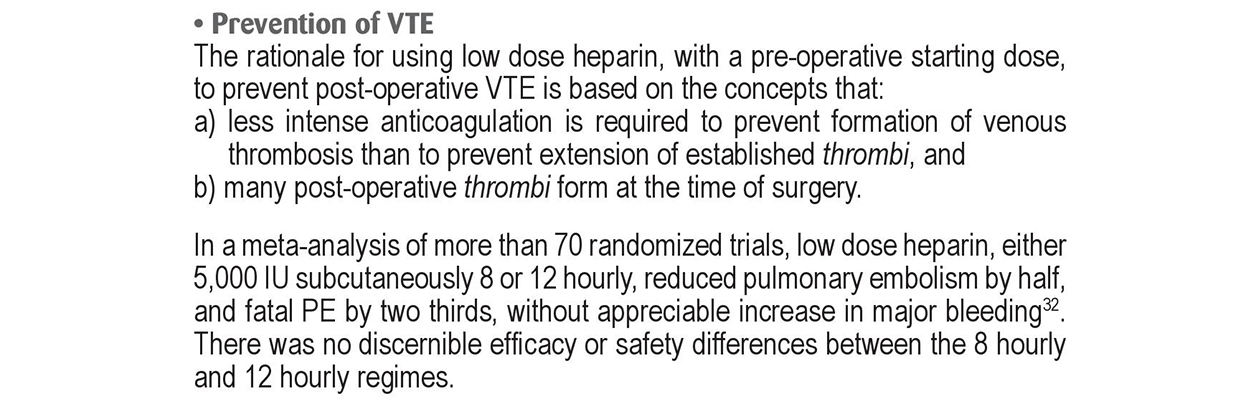 • Prevention of VTE
The rationale for using low dose heparin, with a pre-operative starting dose,
to prevent post-operative VTE is based on the concepts that:
a) less intense anticoagulation is required to prevent formation of venous
thrombosis than to prevent extension of established thrombi, and
b) many post-operative thrombi form at the time of surgery.
In a meta-analysis of more than 70 randomized trials, low dose heparin, either
5,000 IU subcutaneously 8 or 12 hourly, reduced pulmonary embolism by half,
and fatal PE by two thirds, without appreciable increase in major bleeding³².
There was no discernible efficacy or safety differences between the 8 hourly
and 12 hourly regimes.